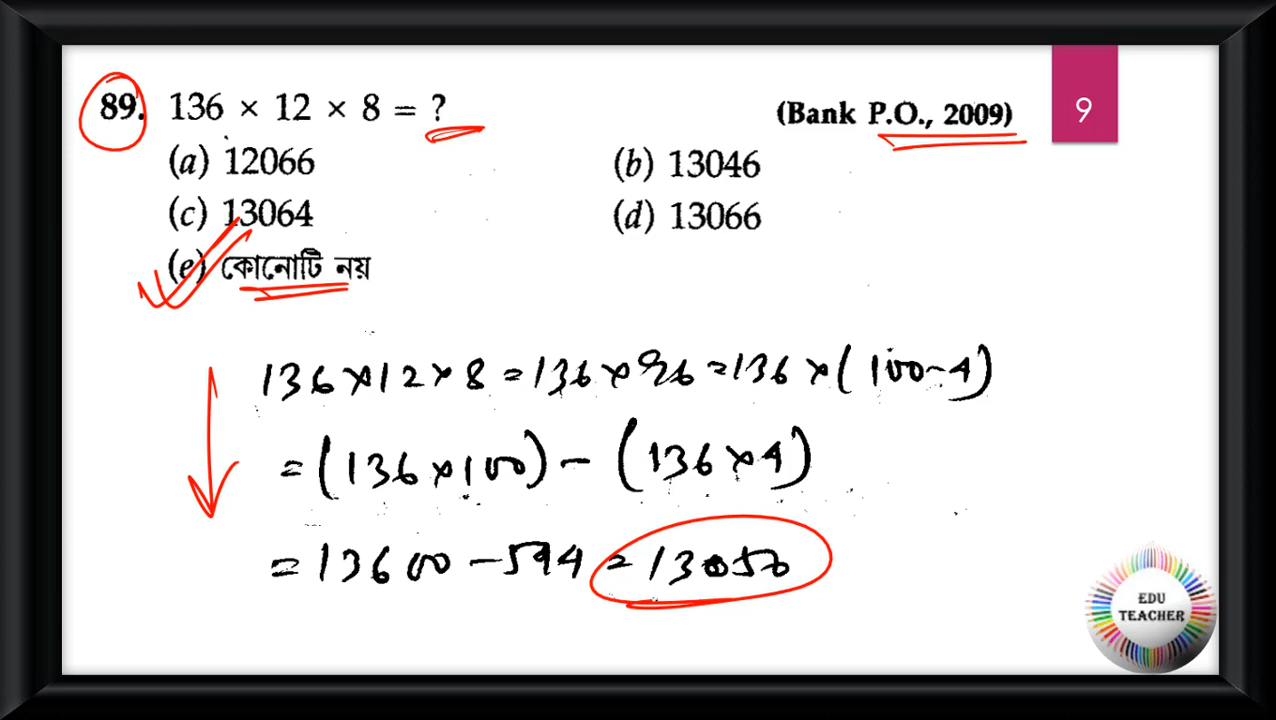 89. 136 × 12 × 8 = ?
(Bank P.O., 2009)
9
(a) 12066
(b) 13046
(c) 13064
(d) 13066
(e) কোনোটি নয়
136×12×8 = 136×96 = 136×(100-4)
= (136×100) - (136×4)
= 13600 - 544 = 13056
EDU
TEACHER